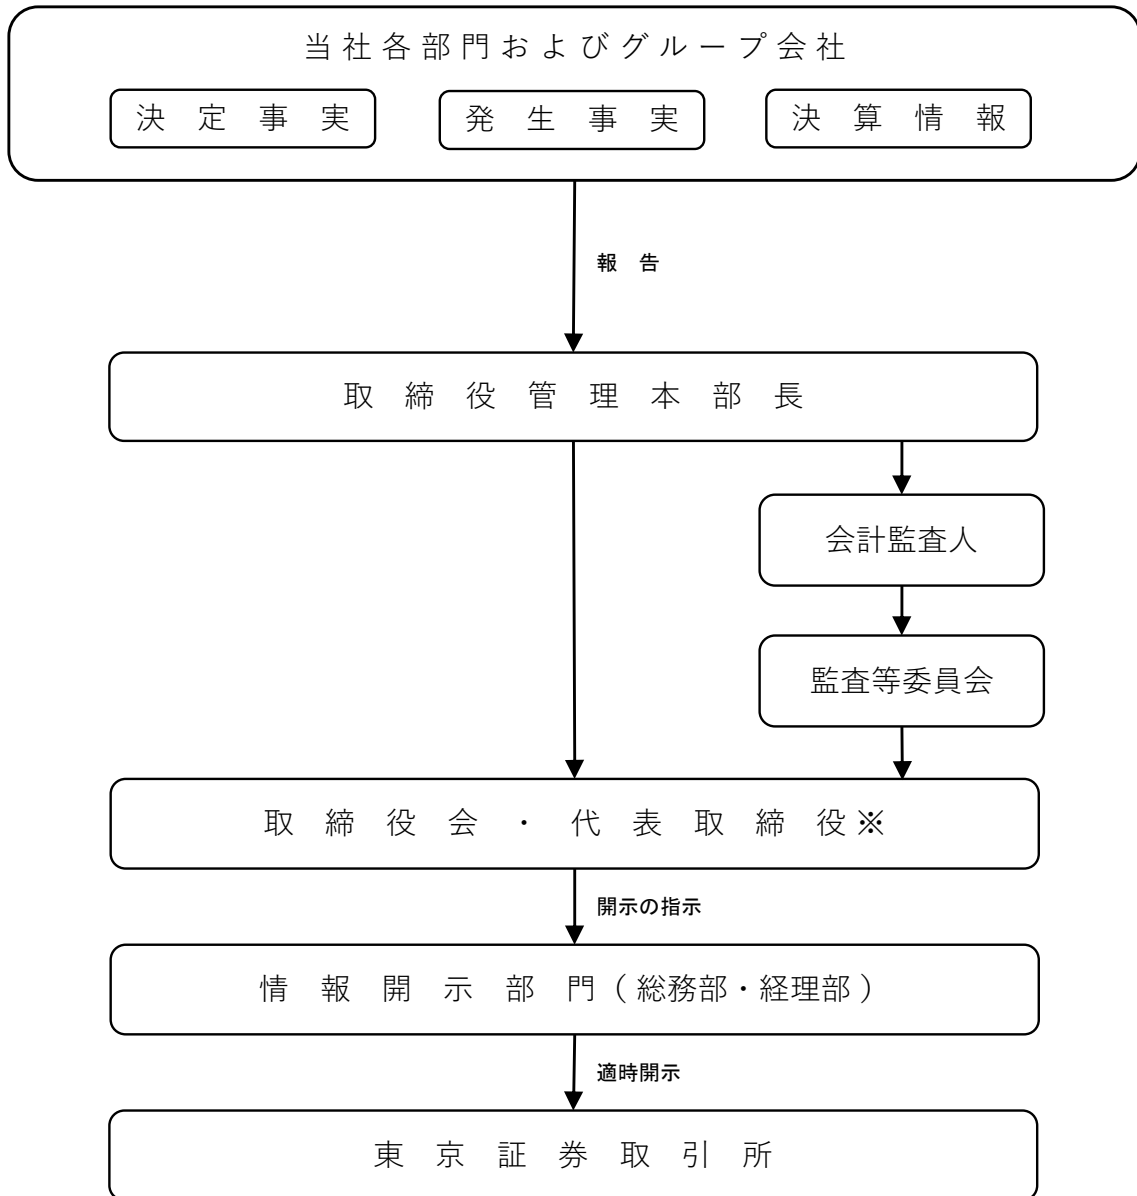 当社各部門およびグループ会社
決定事実
発生事実
決算情報
報告
取締役管理本部長
会計監査人
監査等委員会
取締役会・代表取締役※
開示の指示
情報開示部門(総務部・経理部)
適時開示
東京証券取引所